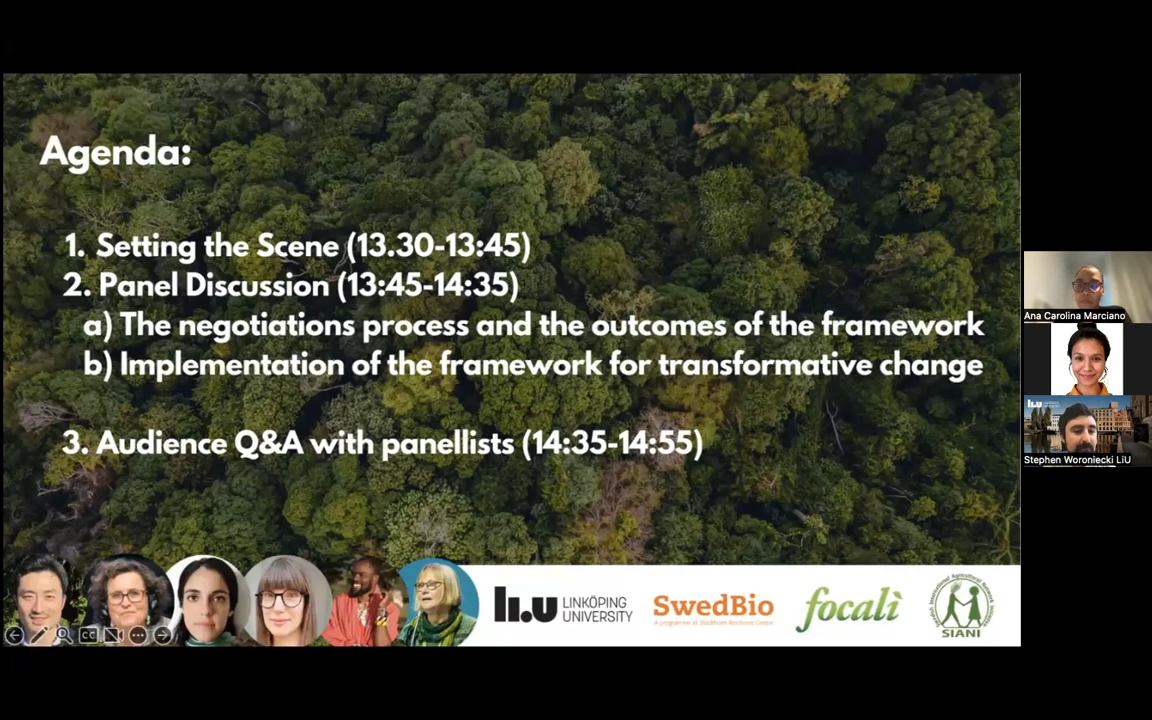 Agenda:
1. Setting the Scene (13.30-13:45)
2. Panel Discussion (13:45-14:35)
a) The negotiations process and the outcomes of the framework
b) Implementation of the framework for transformative change
3. Audience Q&A with panellists (14:35-14:55)
CC
LiU LINKÖPING
UNIVERSITY
SwedBio
A programme at Stockholm Resilience Centre
focali
SIANI
Ana Carolina Marciano
LiU
Stephen Woroniecki LiU